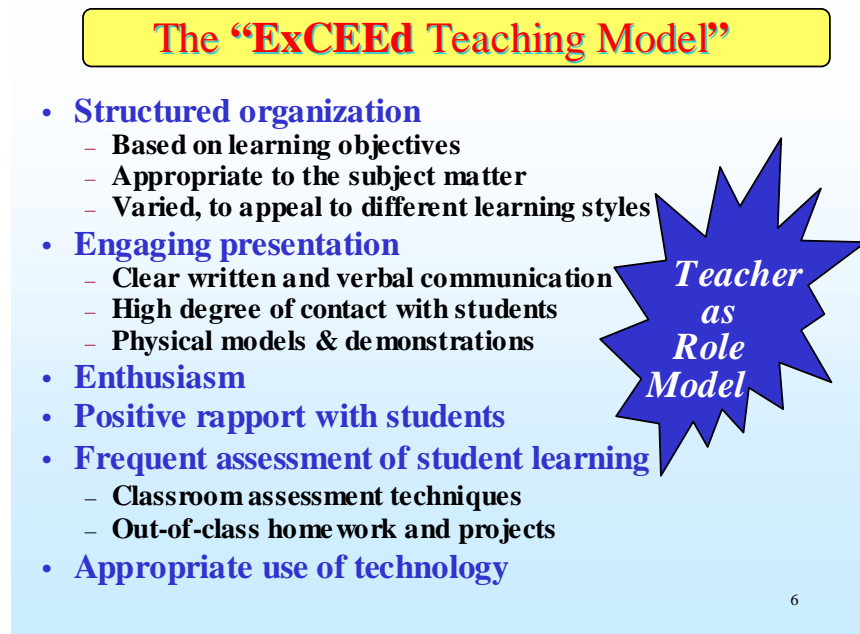 The “ExCEEd Teaching Model”
• Structured organization
– Based on learning objectives
– Appropriate to the subject matter
– Varied, to appeal to different learning styles
• Engaging presentation
– Clear written and verbal communication
– High degree of contact with students
– Physical models & demonstrations
• Enthusiasm
• Positive rapport with students
• Frequent assessment of student learning
– Classroom assessment techniques
– Out-of-class homework and projects
• Appropriate use of technology
Teacher
as
Role
Model
6